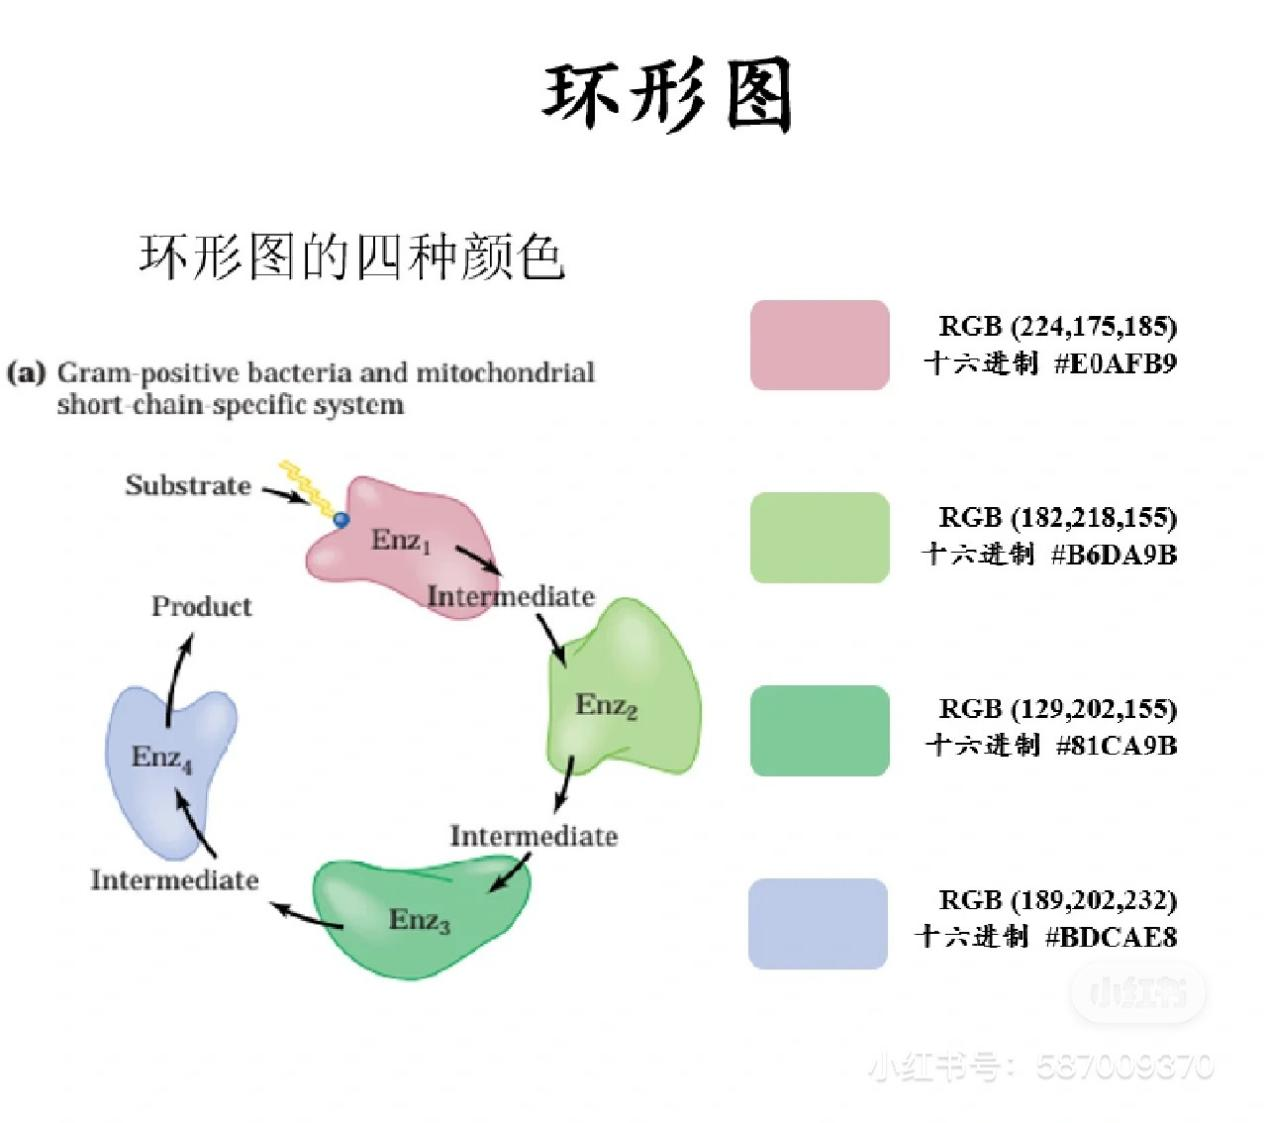 环形图
环形图的四种颜色
(a) Gram-positive bacteria and mitochondrial
short-chain-specific system
Substrate
Enz₁
Intermediate
Product
Enz₂
Enz₄
Intermediate
Intermediate
Enz₃
RGB (224,175,185)
十六进制 #E0AFB9
RGB (182,218,155)
十六进制 #B6DA9B
RGB (129,202,155)
十六进制 #81CA9B
RGB (189,202,232)
十六进制 #BDCAE8
小红书
小红书号：587009370